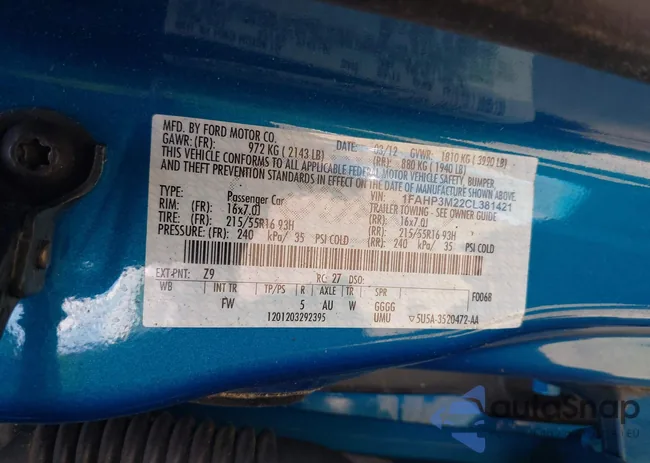 MFD. BY FORD MOTOR CO. DATE: 03/12 GVWR: 1810 KG ( 3990 LB)
GAWR: (FR): 972 KG ( 2143 LB) (RR): 880 KG (1940 LB)
THIS VEHICLE CONFORMS TO ALL APPLICABLE FEDERAL MOTOR VEHICLE SAFETY, BUMPER,
AND THEFT PREVENTION STANDARDS IN EFFECT ON THE DATE OF MANUFACTURE SHOWN ABOVE.
VIN: 1FAHP3M22CL381421
TYPE: Passenger Car TRAILER TOWING - SEE OWNER GUIDE
RIM: (FR): 16x7.0J (RR): 16x7.0J
TIRE: (FR): 215/55R16 93H (RR): 215/55R16 93H
PRESSURE: (FR): 240 kPa/ 35 PSI COLD (RR): 240 kPa/ 35 PSI COLD
EXT-PNT: Z9 RC: 27 DSO: F0068
WB INT TR TP/PS R AXLE TR SPR
FW 5 AU W GGGG
1201203292395 UMU ▽ 5U5A-3520472-AA
autoSnap